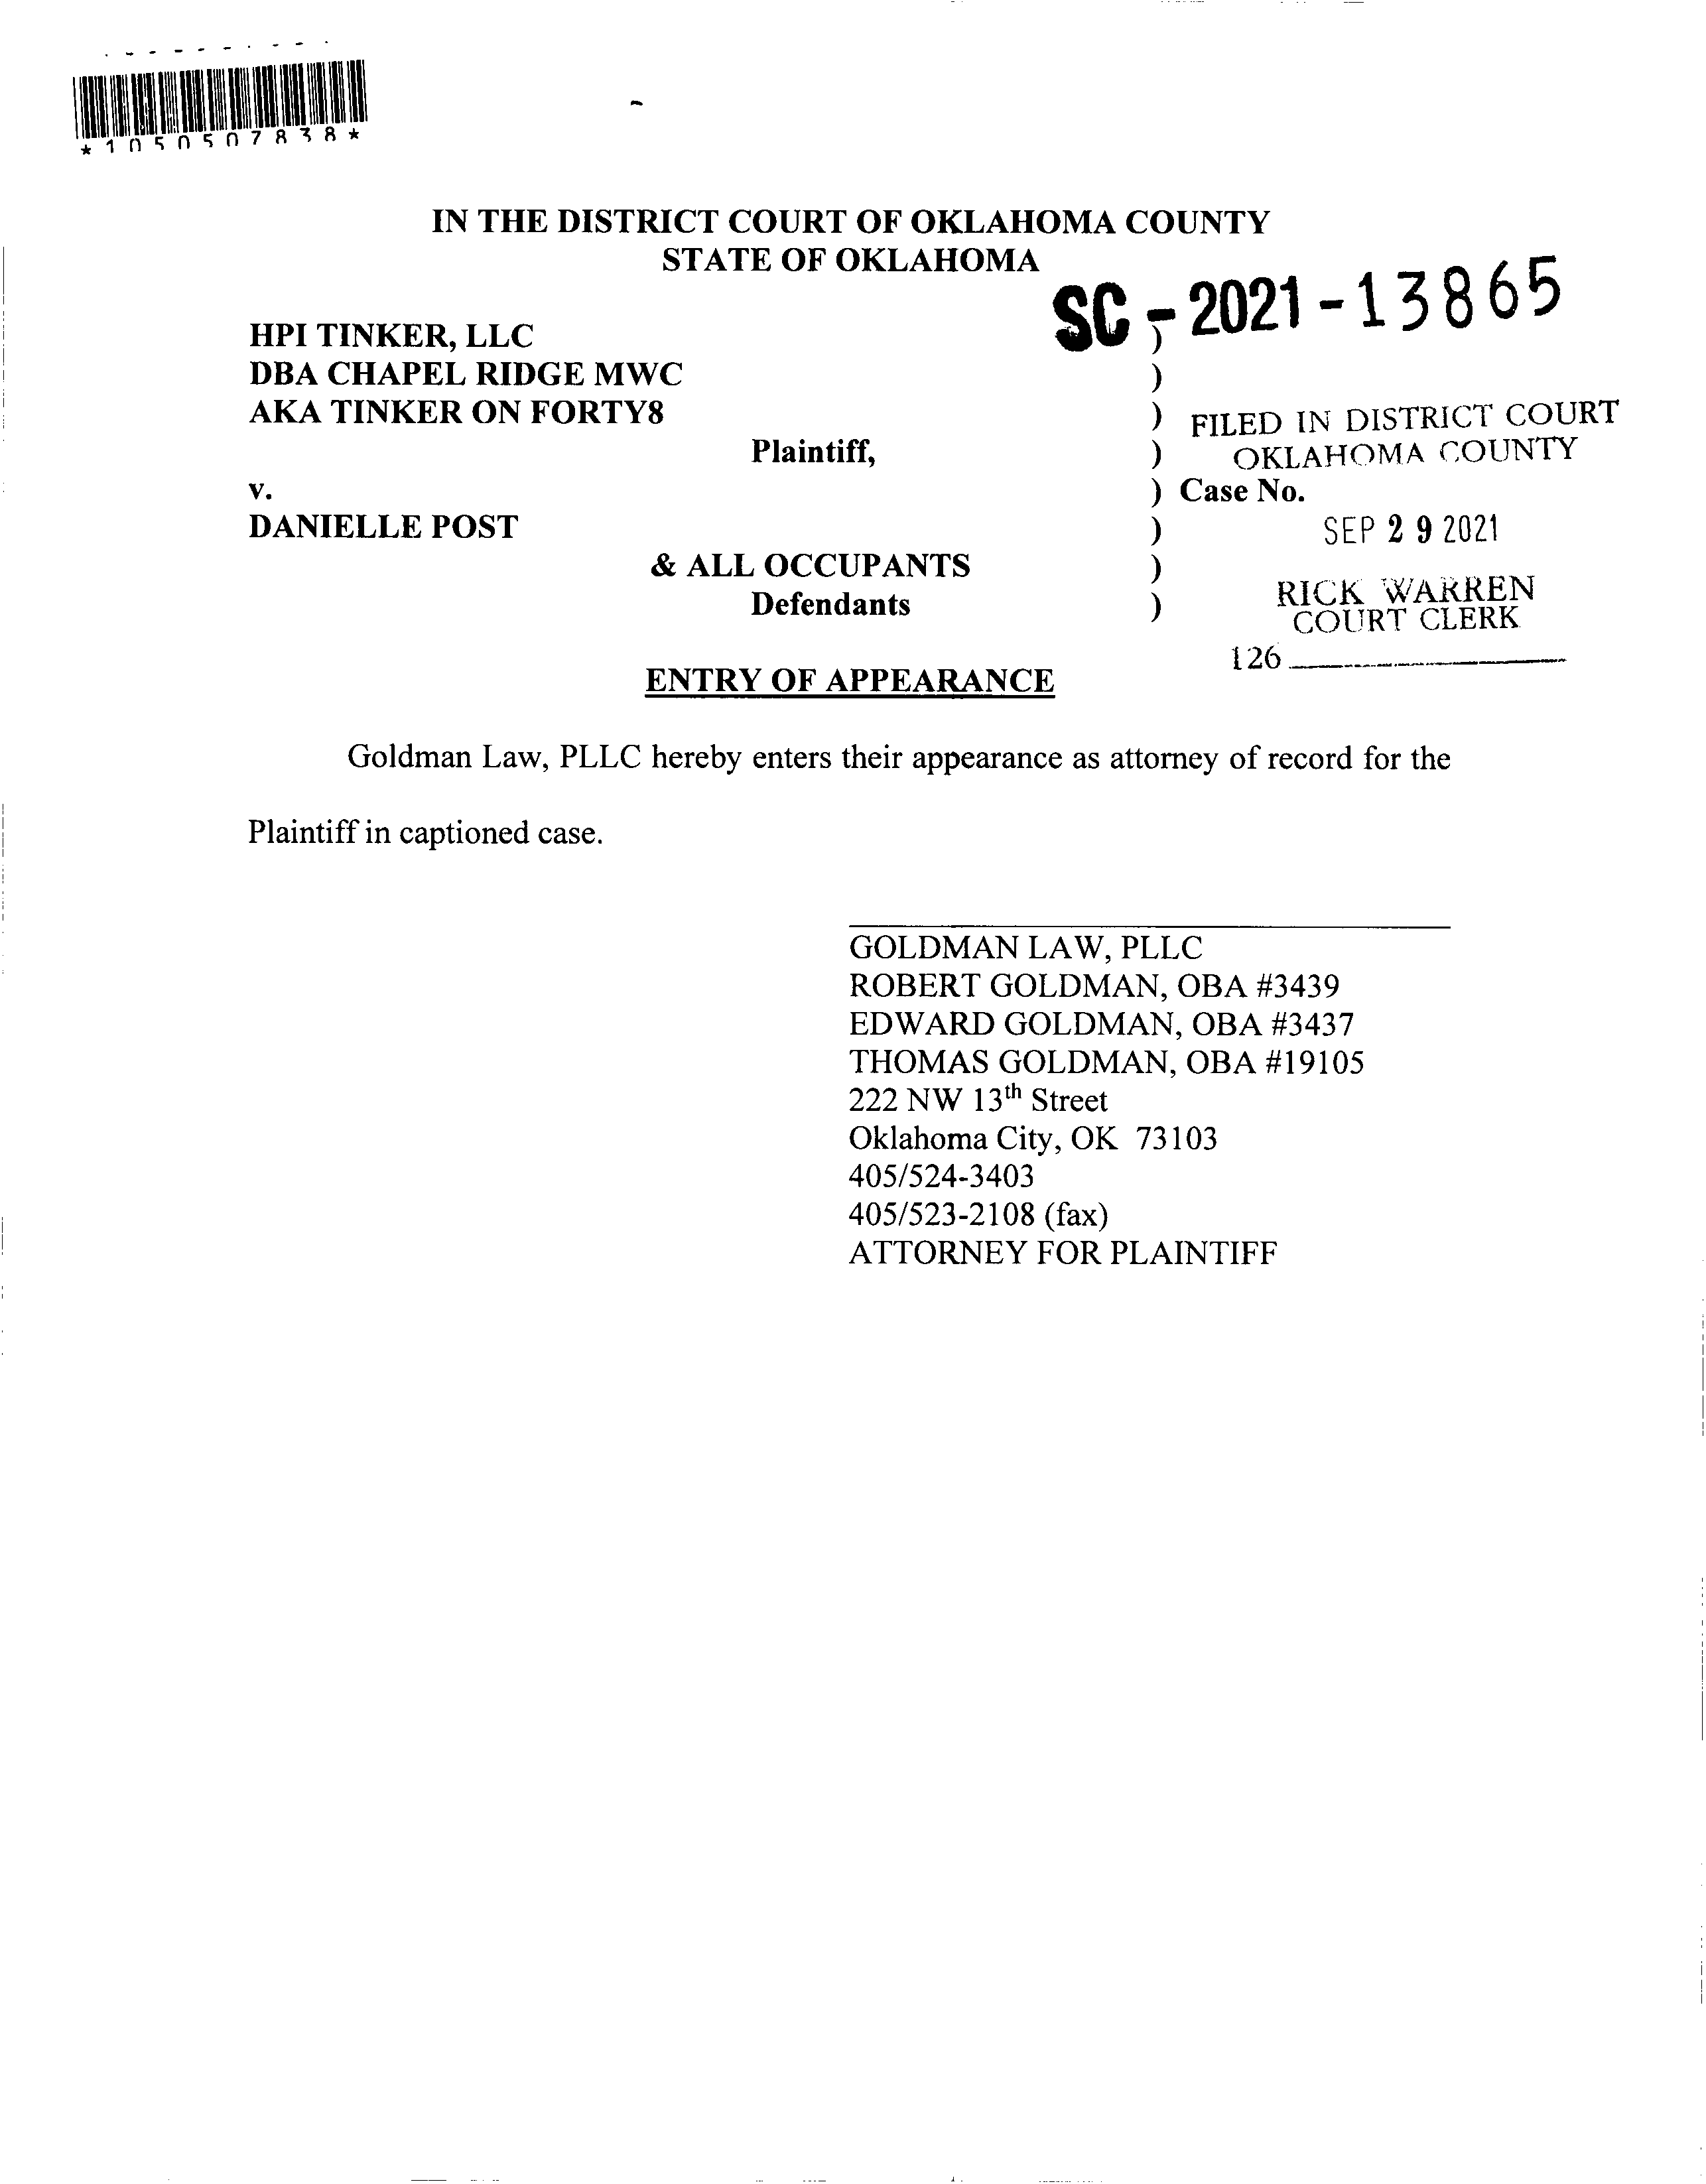 *1050507838*
IN THE DISTRICT COURT OF OKLAHOMA COUNTY
STATE OF OKLAHOMA
SC - 2021 - 13865
HPI TINKER, LLC )
DBA CHAPEL RIDGE MWC )
AKA TINKER ON FORTY8 ) FILED IN DISTRICT COURT
Plaintiff, ) OKLAHOMA COUNTY
v. ) Case No.
DANIELLE POST ) SEP 29 2021
& ALL OCCUPANTS )
Defendants ) RICK WARREN
COURT CLERK
126
ENTRY OF APPEARANCE
Goldman Law, PLLC hereby enters their appearance as attorney of record for the
Plaintiff in captioned case.
GOLDMAN LAW, PLLC
ROBERT GOLDMAN, OBA #3439
EDWARD GOLDMAN, OBA #3437
THOMAS GOLDMAN, OBA #19105
222 NW 13th Street
Oklahoma City, OK 73103
405/524-3403
405/523-2108 (fax)
ATTORNEY FOR PLAINTIFF